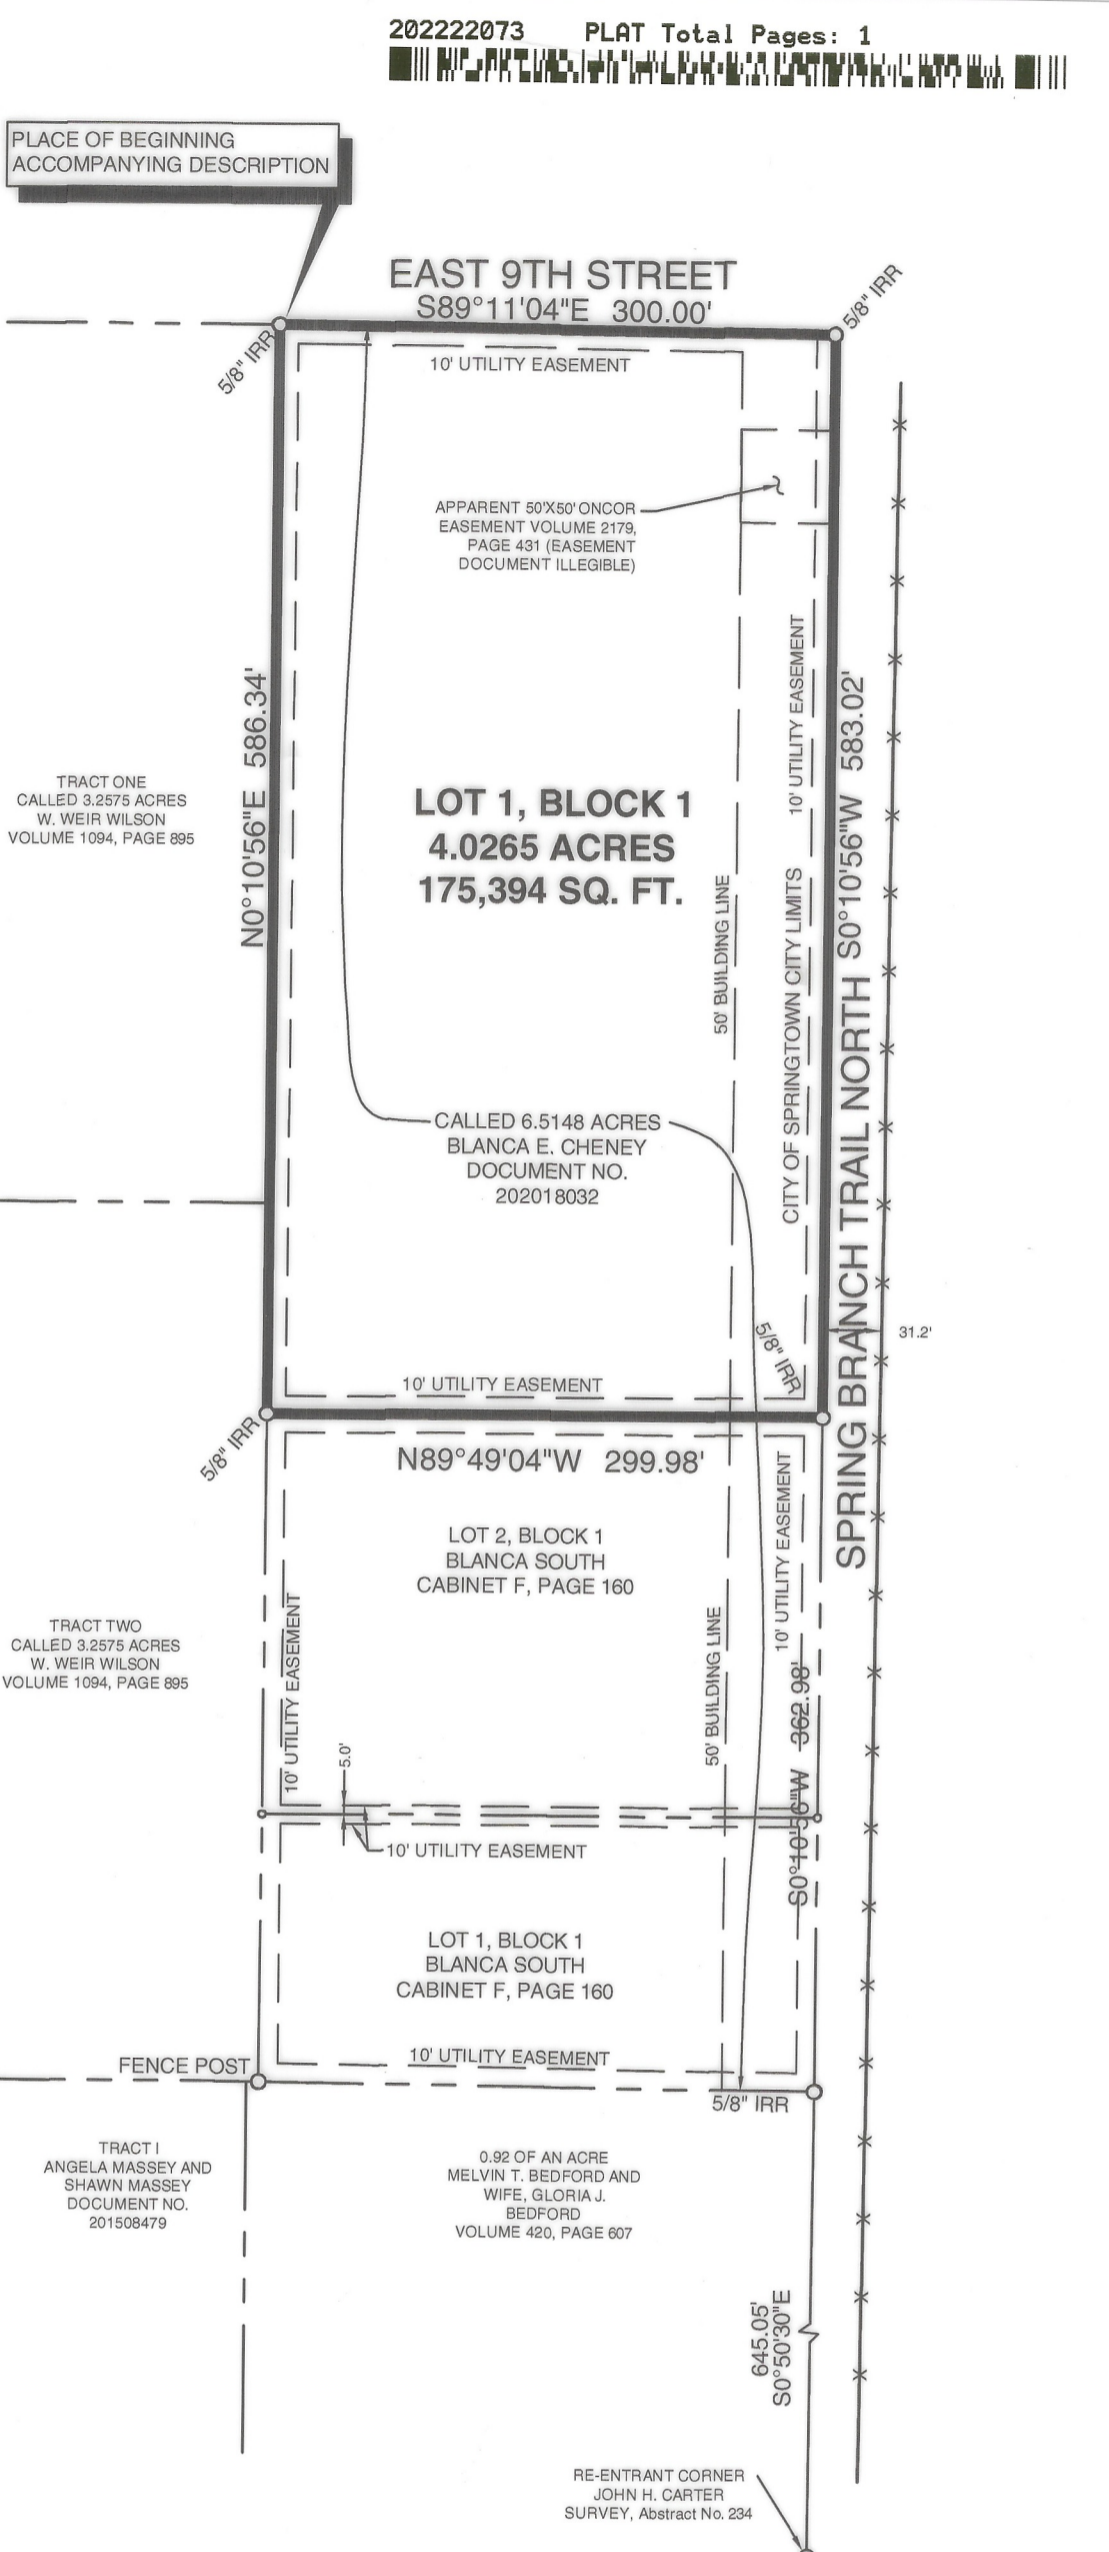 202222073 PLAT Total Pages: 1
PLACE OF BEGINNING
ACCOMPANYING DESCRIPTION
EAST 9TH STREET
S89°11'04"E 300.00'
5/8" IRR
5/8" IRR
10' UTILITY EASEMENT
APPARENT 50'X50' ONCOR
EASEMENT VOLUME 2179,
PAGE 431 (EASEMENT
DOCUMENT ILLEGIBLE)
10' UTILITY EASEMENT
N0°10'56"E 586.34'
S0°10'56"W 583.02'
TRACT ONE
CALLED 3.2575 ACRES
W. WEIR WILSON
VOLUME 1094, PAGE 895
LOT 1, BLOCK 1
4.0265 ACRES
175,394 SQ. FT.
50' BUILDING LINE
CITY OF SPRINGTOWN CITY LIMITS
SPRING BRANCH TRAIL NORTH
CALLED 6.5148 ACRES
BLANCA E. CHENEY
DOCUMENT NO.
202018032
31.2'
5/8" IRR
10' UTILITY EASEMENT
5/8" IRR
N89°49'04"W 299.98'
LOT 2, BLOCK 1
BLANCA SOUTH
CABINET F, PAGE 160
10' UTILITY EASEMENT
TRACT TWO
CALLED 3.2575 ACRES
W. WEIR WILSON
VOLUME 1094, PAGE 895
10' UTILITY EASEMENT
50' BUILDING LINE
5.0'
S0°10'56"W 362.98'
10' UTILITY EASEMENT
LOT 1, BLOCK 1
BLANCA SOUTH
CABINET F, PAGE 160
10' UTILITY EASEMENT
FENCE POST
5/8" IRR
TRACT I
ANGELA MASSEY AND
SHAWN MASSEY
DOCUMENT NO.
201508479
0.92 OF AN ACRE
MELVIN T. BEDFORD AND
WIFE, GLORIA J.
BEDFORD
VOLUME 420, PAGE 607
645.05'
S0°50'30"E
RE-ENTRANT CORNER
JOHN H. CARTER
SURVEY, Abstract No. 234